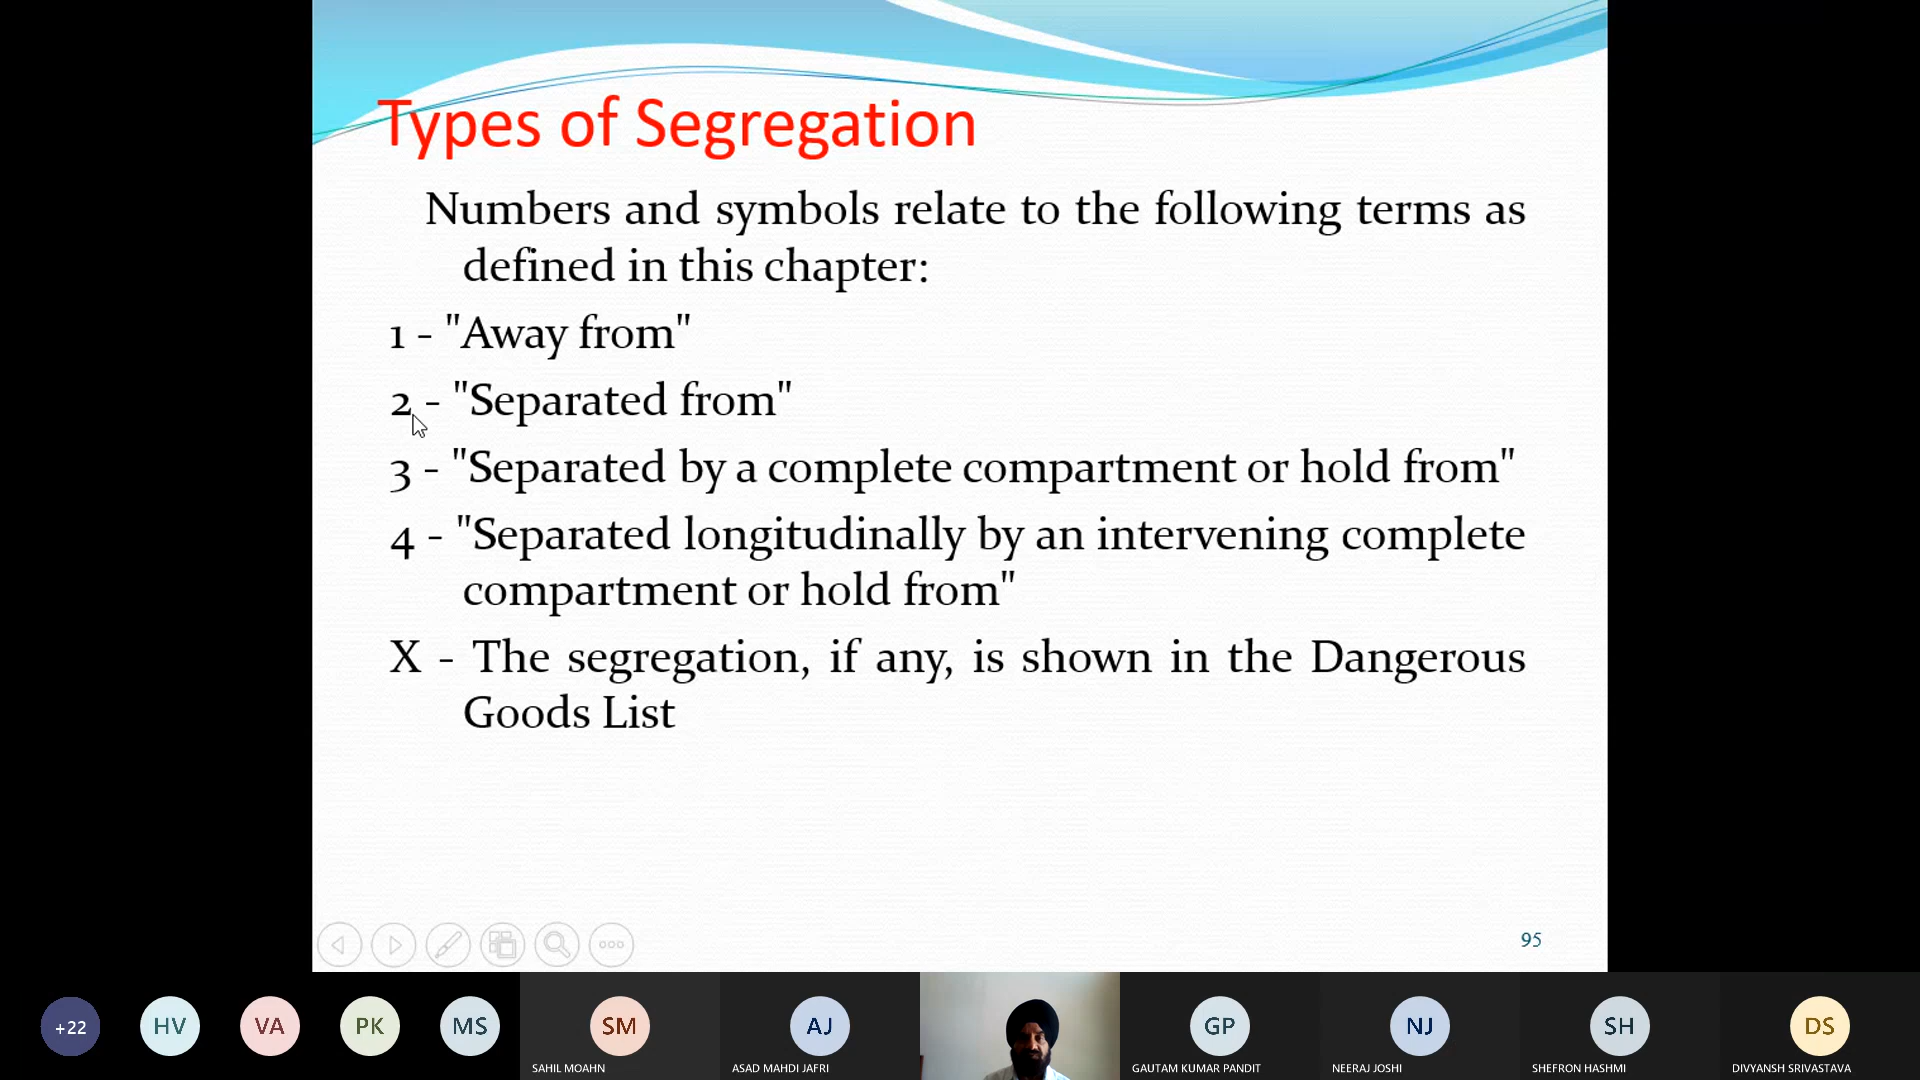 Types of Segregation
Numbers and symbols relate to the following terms as
defined in this chapter:
1 - "Away from"
2 - "Separated from"
3 - "Separated by a complete compartment or hold from"
4 - "Separated longitudinally by an intervening complete
compartment or hold from"
X - The segregation, if any, is shown in the Dangerous
Goods List
95
+22
HV
VA
PK
MS
SM
AJ
GP
NJ
SH
DS
SAHIL MOAHN
ASAD MAHDI JAFRI
GAUTAM KUMAR PANDIT
NEERAJ JOSHI
SHEFRON HASHMI
DIVYANSH SRIVASTAVA